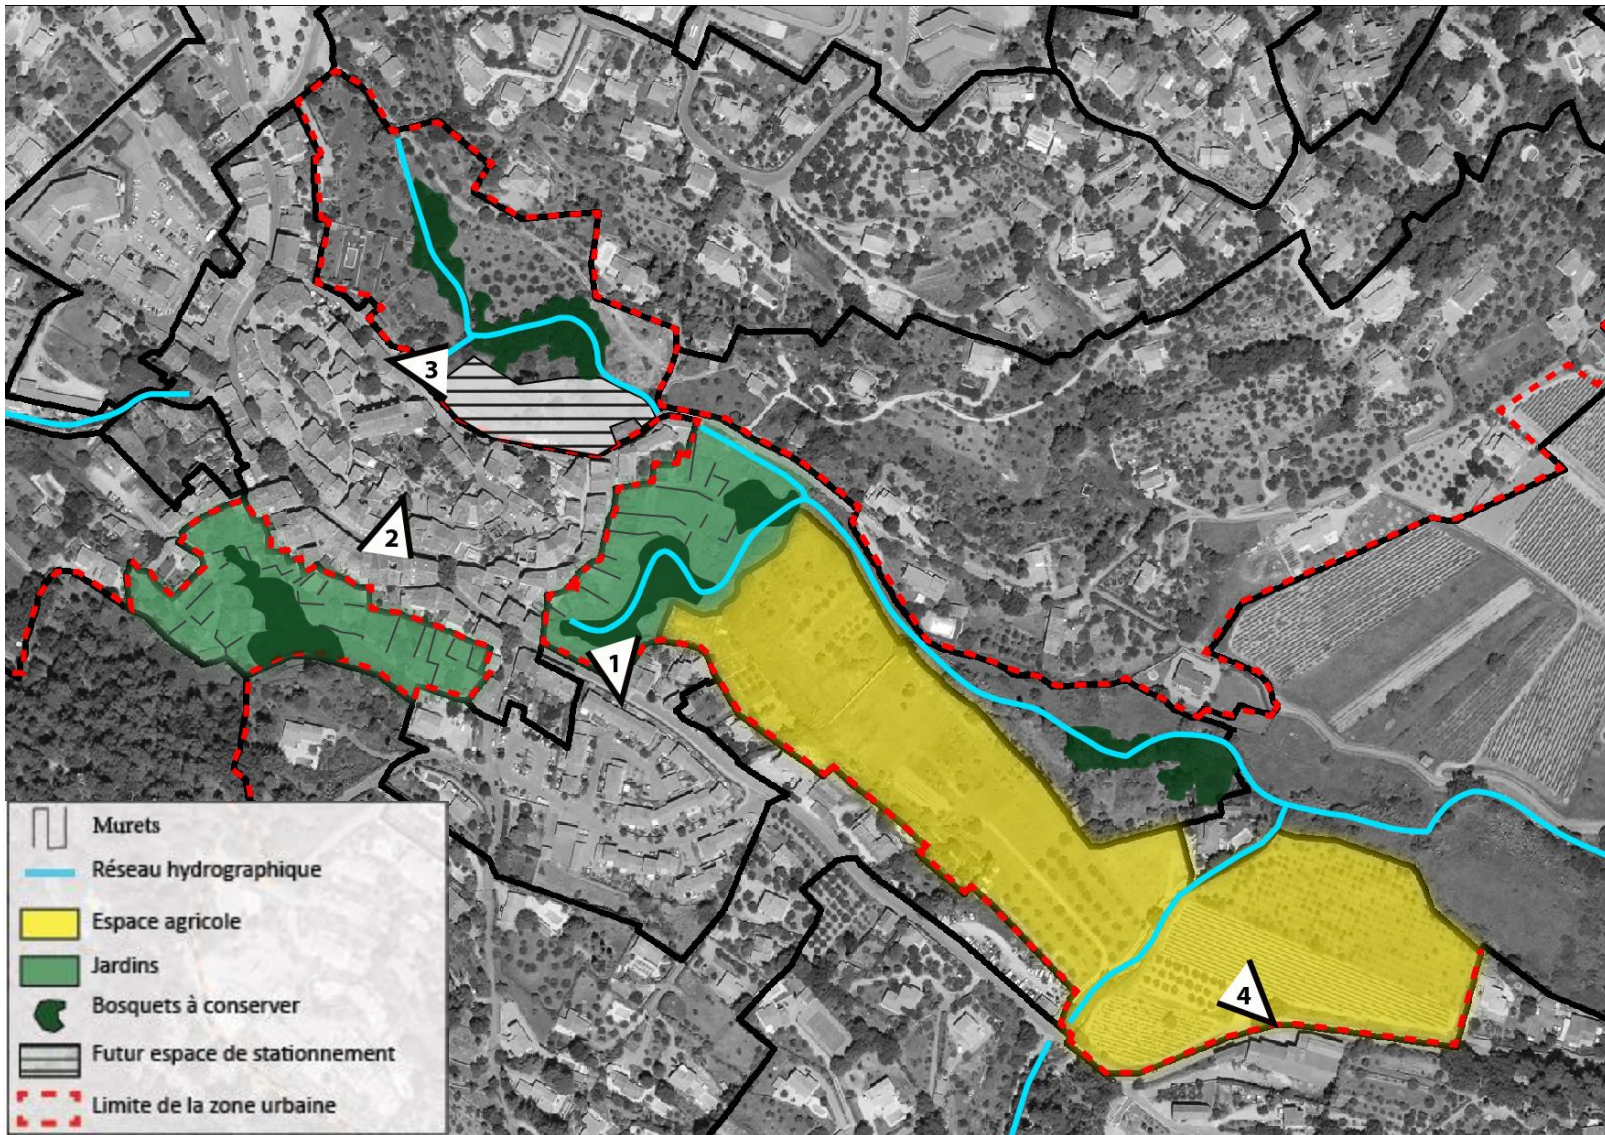 3
2
1
4
Murets
Réseau hydrographique
Espace agricole
Jardins
Bosquets à conserver
Futur espace de stationnement
Limite de la zone urbaine